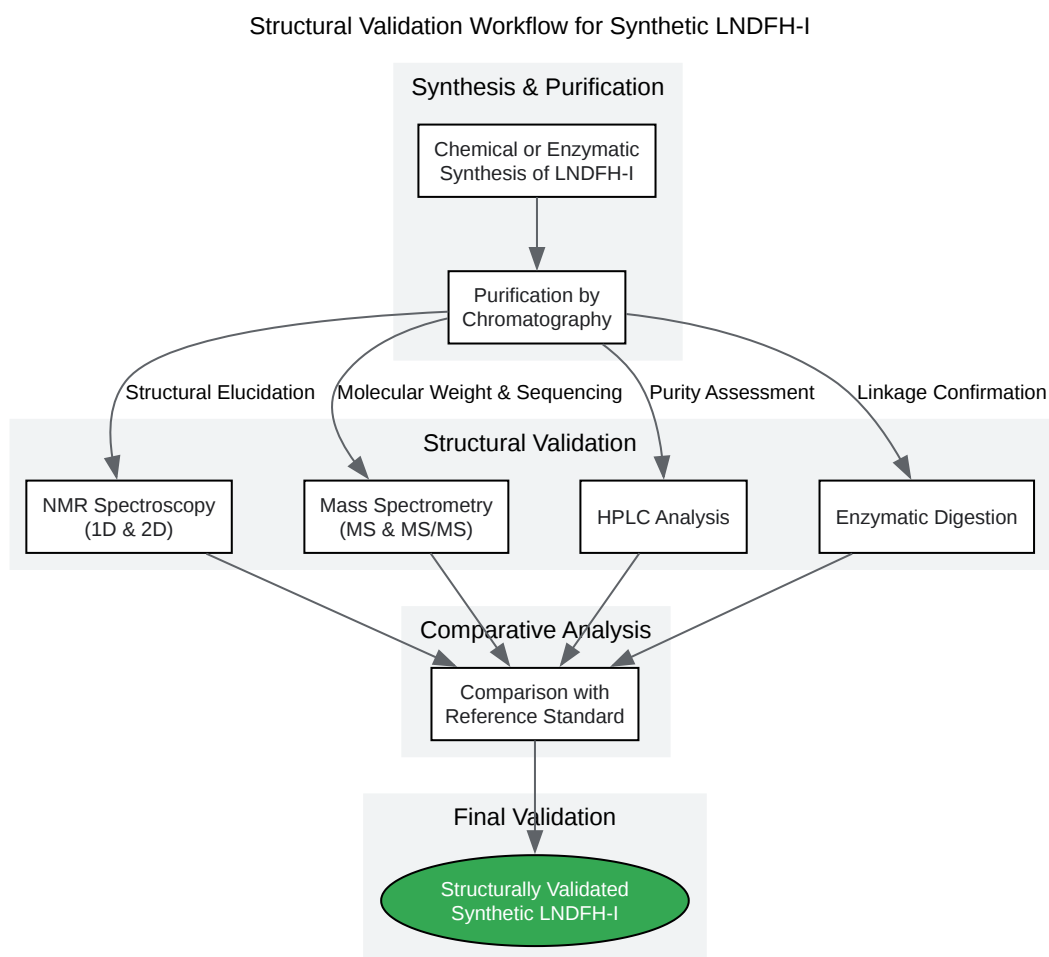 Structural Validation Workflow for Synthetic LNDFH-I
Synthesis & Purification
Chemical or Enzymatic
Synthesis of LNDFH-I
Purification by
Chromatography
Structural Elucidation
Molecular Weight & Sequencing
Purity Assessment
Linkage Confirmation
Structural Validation
NMR Spectroscopy
(1D & 2D)
Mass Spectrometry
(MS & MS/MS)
HPLC Analysis
Enzymatic Digestion
Comparative Analysis
Comparison with
Reference Standard
Final Validation
Structurally Validated
Synthetic LNDFH-I